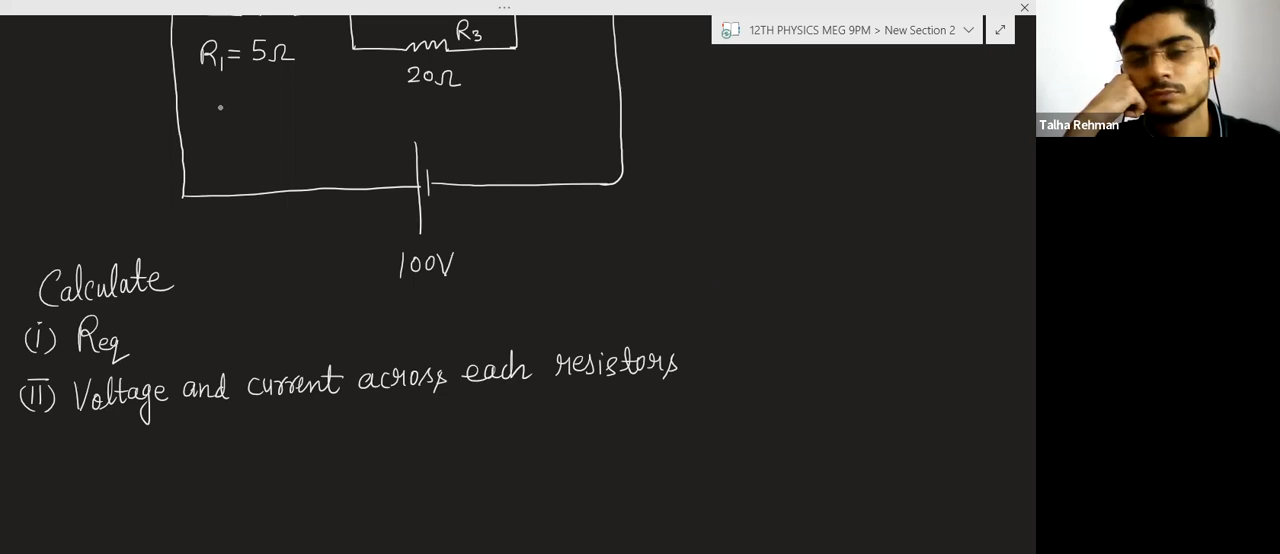 12TH PHYSICS MEG 9PM > New Section 2
R₃
R₁ = 5Ω
20Ω
100V
Calculate
(i) Req
(II) Voltage and current across each resistors
Talha Rehman